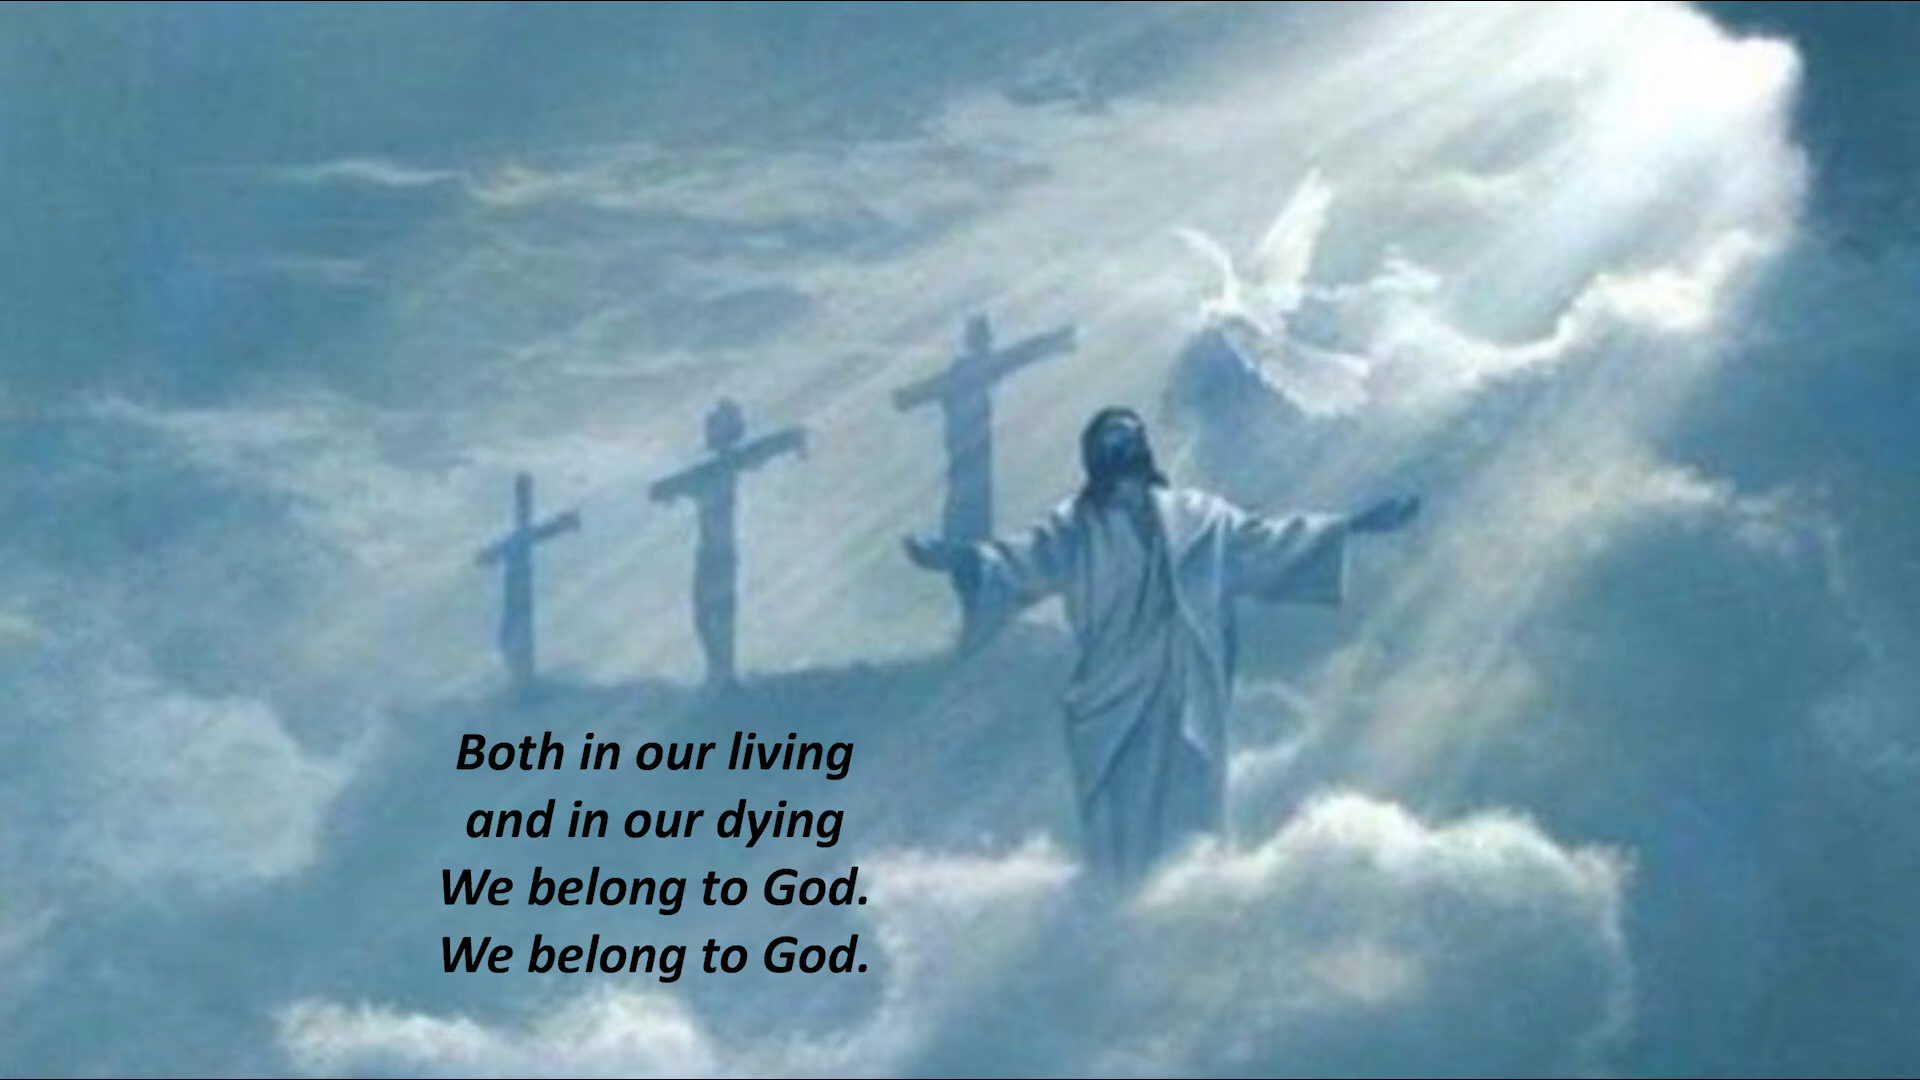 Both in our living
and in our dying
We belong to God.
We belong to God.